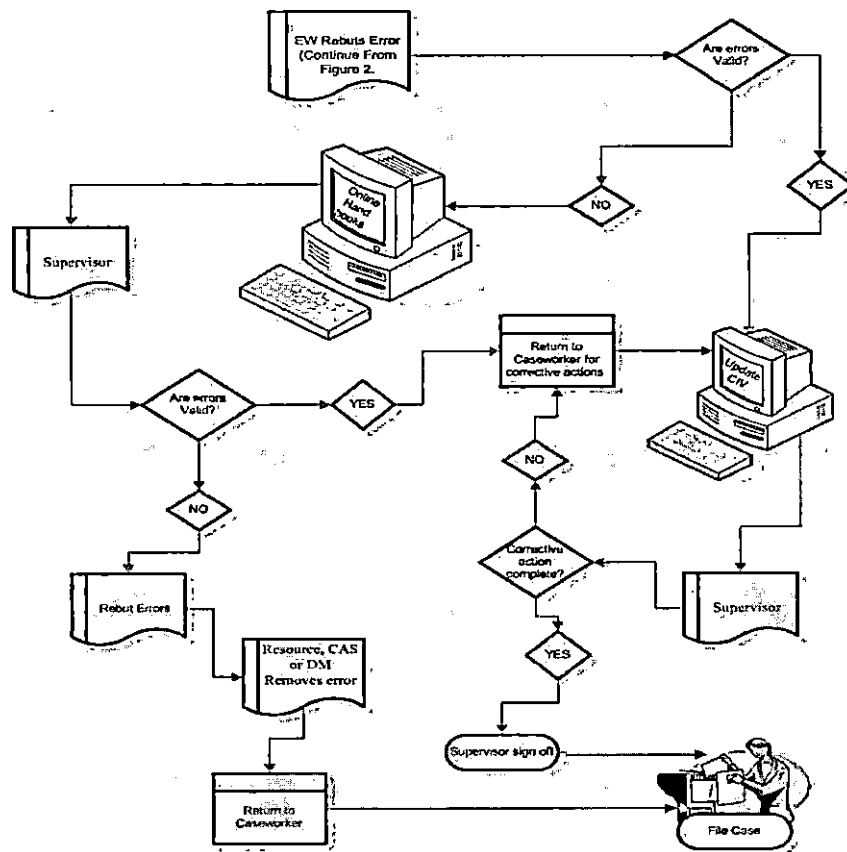 EW Rebuts Error
(Continue From
Figure 2.
Are errors
Valid?
YES
NO
Online
Hand
books
Supervisor
Return to
Caseworker for
corrective actions
Update
CIV
Are errors
Valid?
YES
NO
NO
Corrective
action
complete?
Supervisor
Rebut Errors
Resource, CAS
or DM
Removes error
YES
Supervisor sign off
Return to
Caseworker
File Case